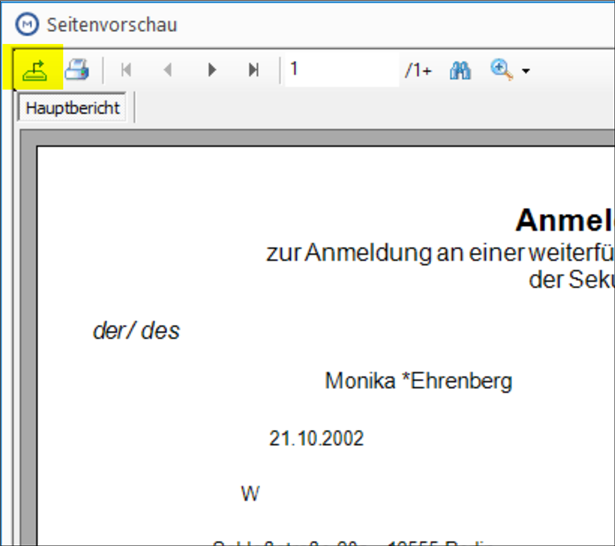 M Seitenvorschau
1 /1+
Hauptbericht
Anmel
zur Anmeldung an einer weiterfü
der Seku
der/ des
Monika *Ehrenberg
21.10.2002
W